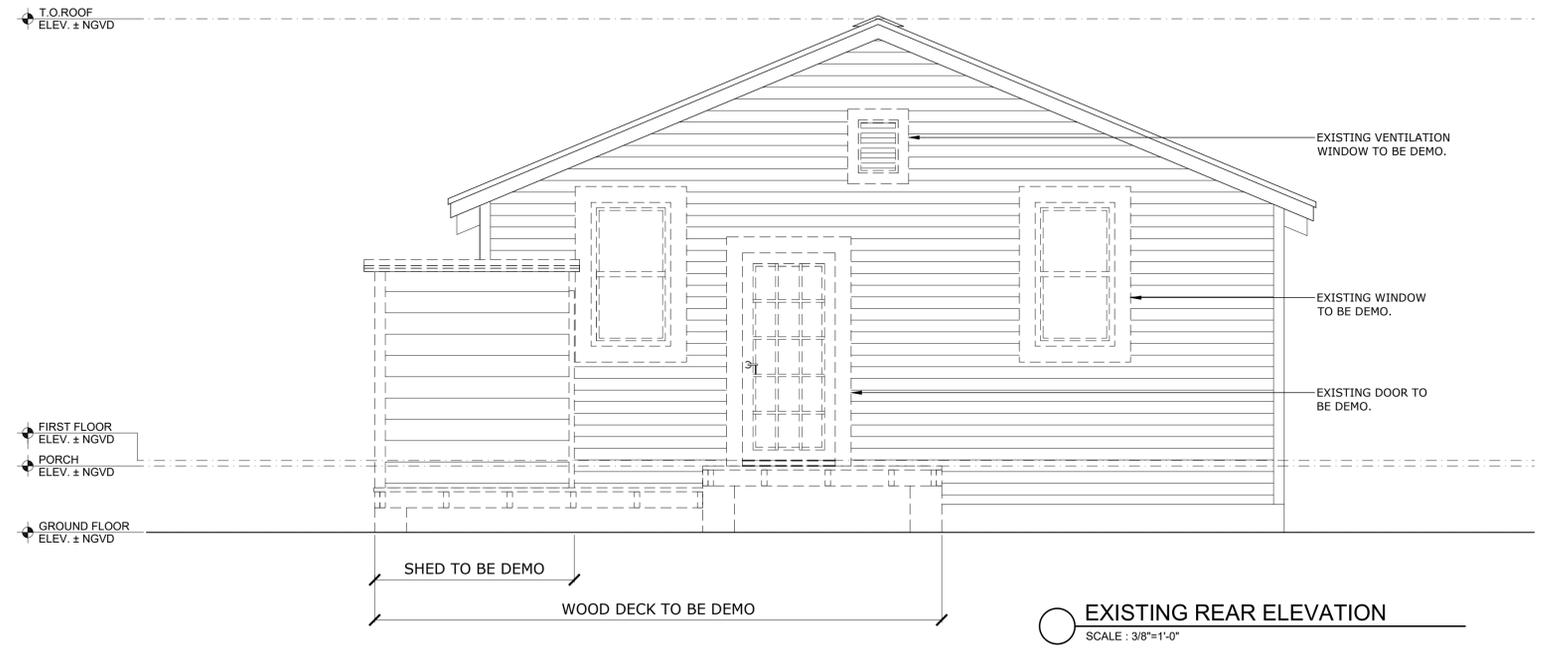 T.O.ROOF
ELEV. ± NGVD
EXISTING VENTILATION
WINDOW TO BE DEMO.
EXISTING WINDOW
TO BE DEMO.
EXISTING DOOR TO
BE DEMO.
FIRST FLOOR
ELEV. ± NGVD
PORCH
ELEV. ± NGVD
GROUND FLOOR
ELEV. ± NGVD
SHED TO BE DEMO
WOOD DECK TO BE DEMO
EXISTING REAR ELEVATION
SCALE : 3/8"=1'-0"